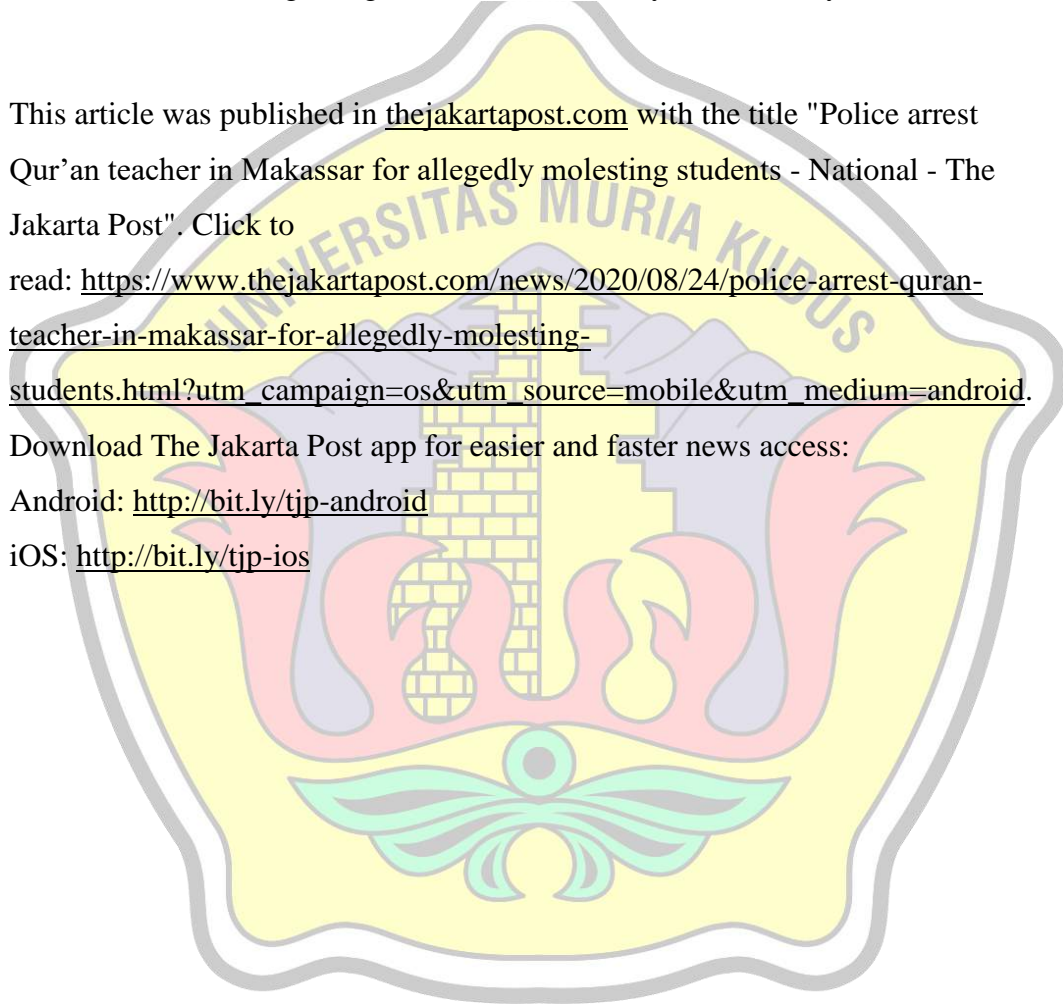 This article was published in thejakartapost.com with the title "Police arrest
Qur’an teacher in Makassar for allegedly molesting students - National - The
Jakarta Post". Click to
read: https://www.thejakartapost.com/news/2020/08/24/police-arrest-quran-
teacher-in-makassar-for-allegedly-molesting-
students.html?utm_campaign=os&utm_source=mobile&utm_medium=android.
Download The Jakarta Post app for easier and faster news access:
Android: http://bit.ly/tjp-android
iOS: http://bit.ly/tjp-ios
UNIVERSITAS MURIA KUDUS